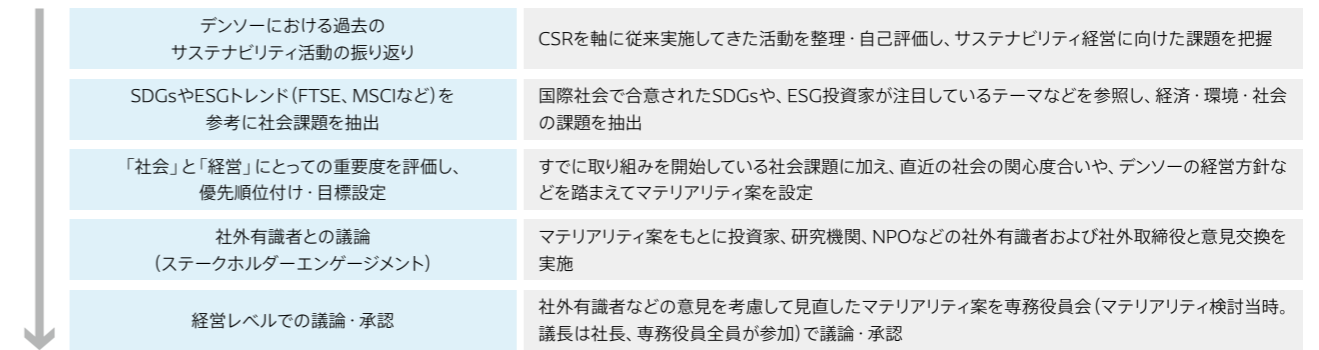 デンソーにおける過去の
サステナビリティ活動の振り返り
CSRを軸に従来実施してきた活動を整理・自己評価し、サステナビリティ経営に向けた課題を把握
SDGsやESGトレンド(FTSE、MSCIなど)を
参考に社会課題を抽出
国際社会で合意されたSDGsや、ESG投資家が注目しているテーマなどを参照し、経済・環境・社会
の課題を抽出
「社会」と「経営」にとっての重要度を評価し、
優先順位付け・目標設定
すでに取り組みを開始している社会課題に加え、直近の社会の関心度合いや、デンソーの経営方針な
どを踏まえてマテリアリティ案を設定
社外有識者との議論
(ステークホルダーエンゲージメント)
マテリアリティ案をもとに投資家、研究機関、NPOなどの社外有識者および社外取締役と意見交換を
実施
経営レベルでの議論・承認
社外有識者などの意見を考慮して見直したマテリアリティ案を専務役員会(マテリアリティ検討当時。
議長は社長、専務役員全員が参加)で議論・承認